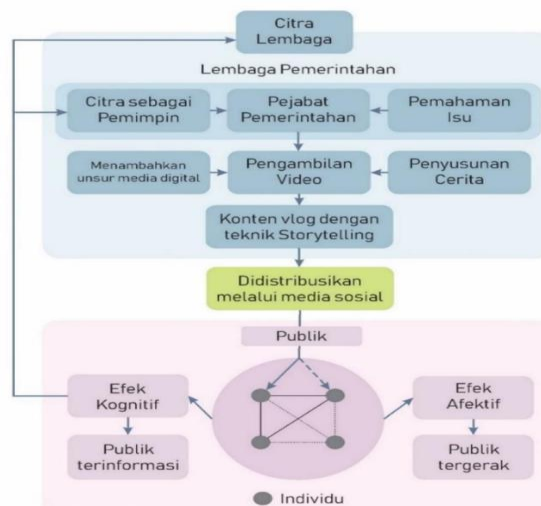 Citra
Lembaga
Lembaga Pemerintahan
Citra sebagai
Pemimpin
Pejabat
Pemerintahan
Pemahaman
Isu
Menambahkan
unsur media digital
Pengambilan
Video
Penyusunan
Cerita
Konten vlog dengan
teknik Storytelling
Didistribusikan
melalui media sosial
Publik
Efek
Kognitif
Efek
Afektif
Publik
terinformasi
Publik
tergerak
Individu